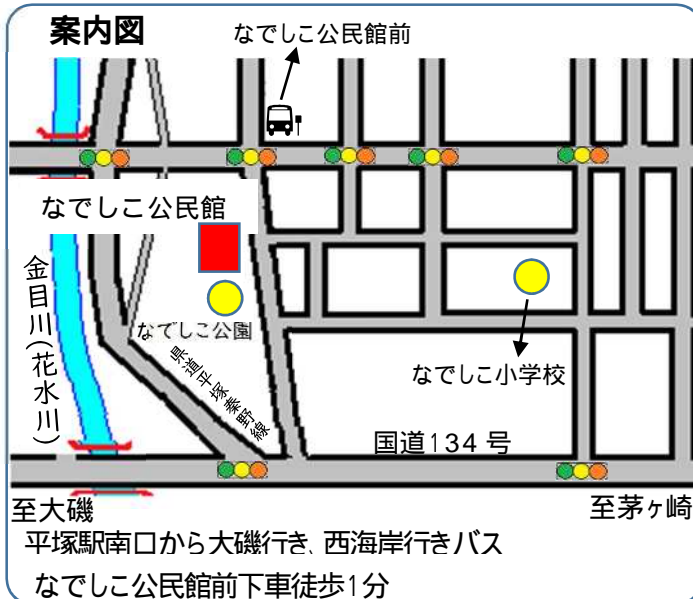 案内図
なでしこ公民館前
なでしこ公民館
金目川(花水川)
なでしこ公園
県道平塚秦野線
なでしこ小学校
国道134 号
至大磯
至茅ヶ崎
平塚駅南口から大磯行き、西海岸行きバス
なでしこ公民館前下車徒歩1分